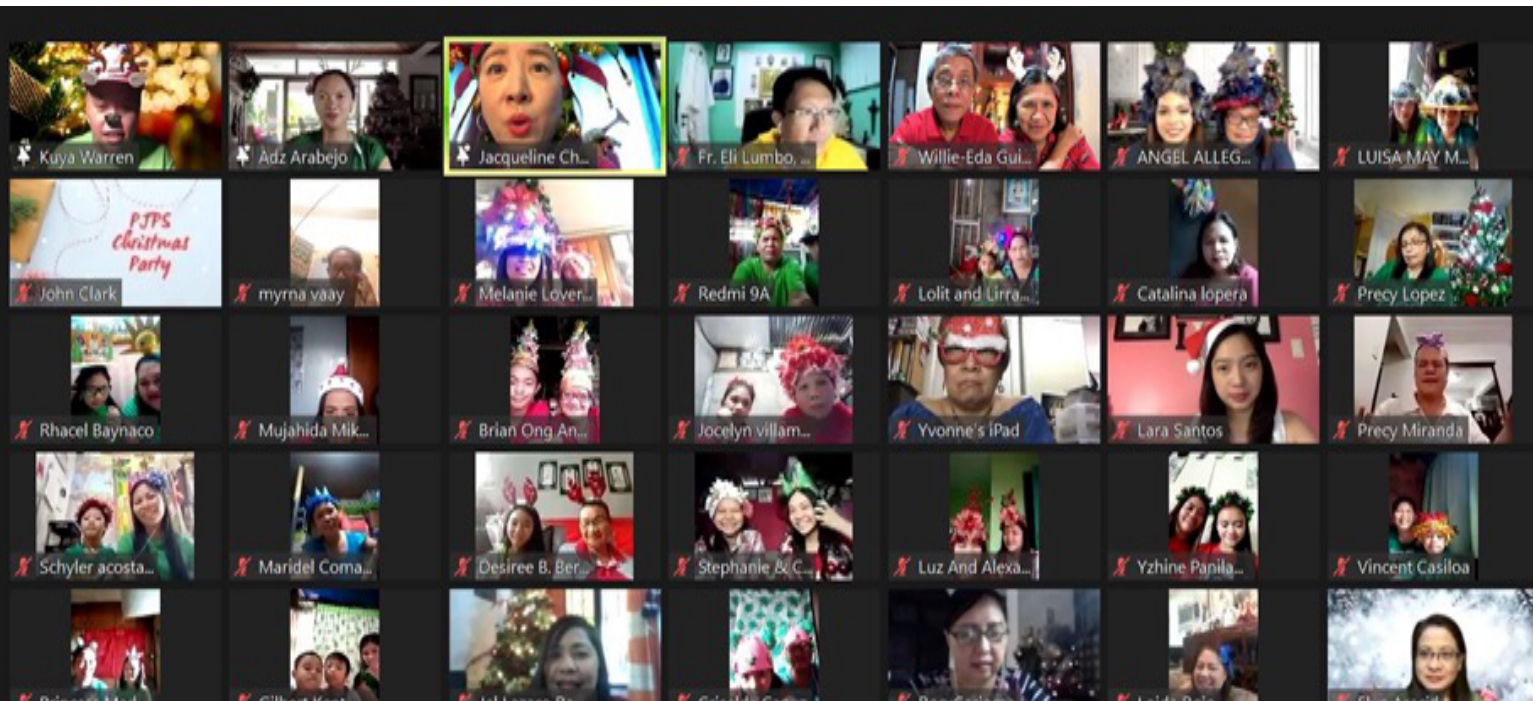 Kuya Warren
Adz Arabejo
Jacqueline Ch...
Fr. Eli Lumbo, ...
Willie-Eda Gui...
ANGEL ALLEG...
LUISA MAY M...
PJPS
Christmas
Party
John Clark
myrna vaay
Melanie Lover...
Redmi 9A
Lolit and Lirra...
Catalina lopera
Precy Lopez
Rhacel Baynaco
Mujahida Mik...
Brian Ong An...
Jocelyn villam...
Yvonne's iPad
Lara Santos
Precy Miranda
Schyler acosta...
Maridel Coma...
Desiree B. Ber...
Stephanie & C...
Luz And Alexa...
Yzhine Panila...
Vincent Casiloa